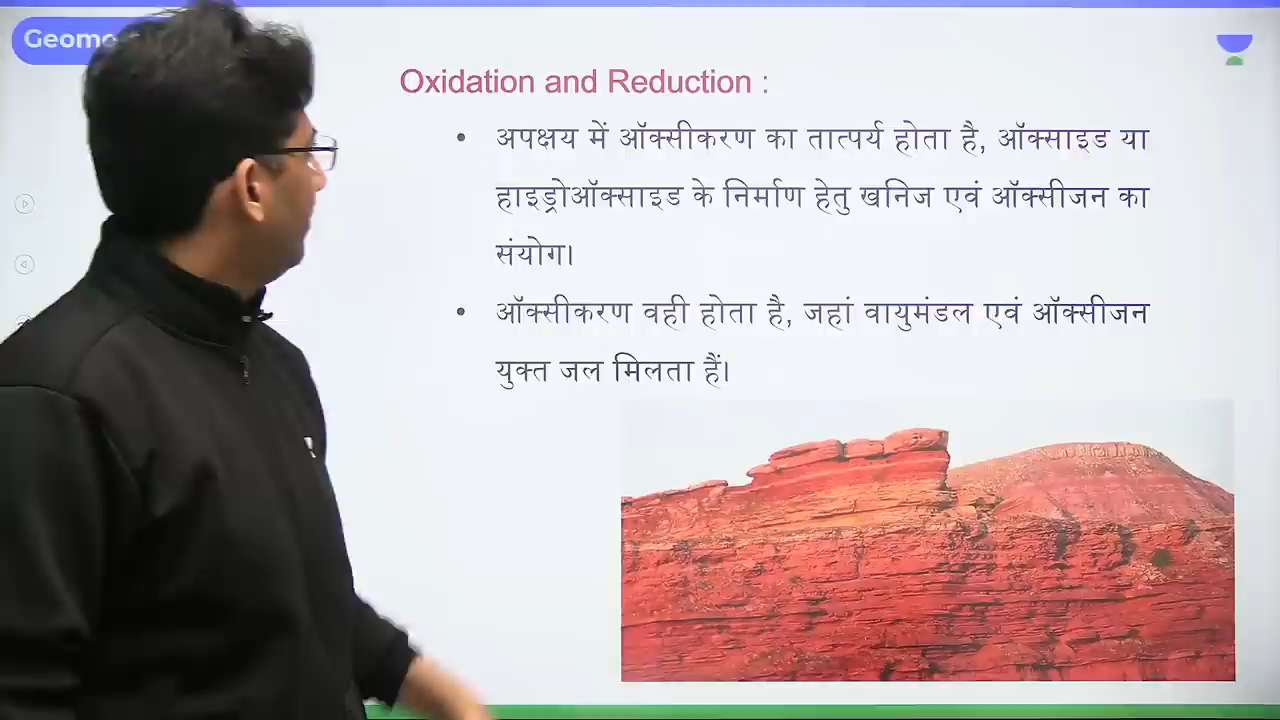 Geomo
Oxidation and Reduction :
• अपक्षय में ऑक्सीकरण का तात्पर्य होता है, ऑक्साइड या
हाइड्रोऑक्साइड के निर्माण हेतु खनिज एवं ऑक्सीजन का
संयोग।
• ऑक्सीकरण वही होता है, जहां वायुमंडल एवं ऑक्सीजन
युक्त जल मिलता हैं।